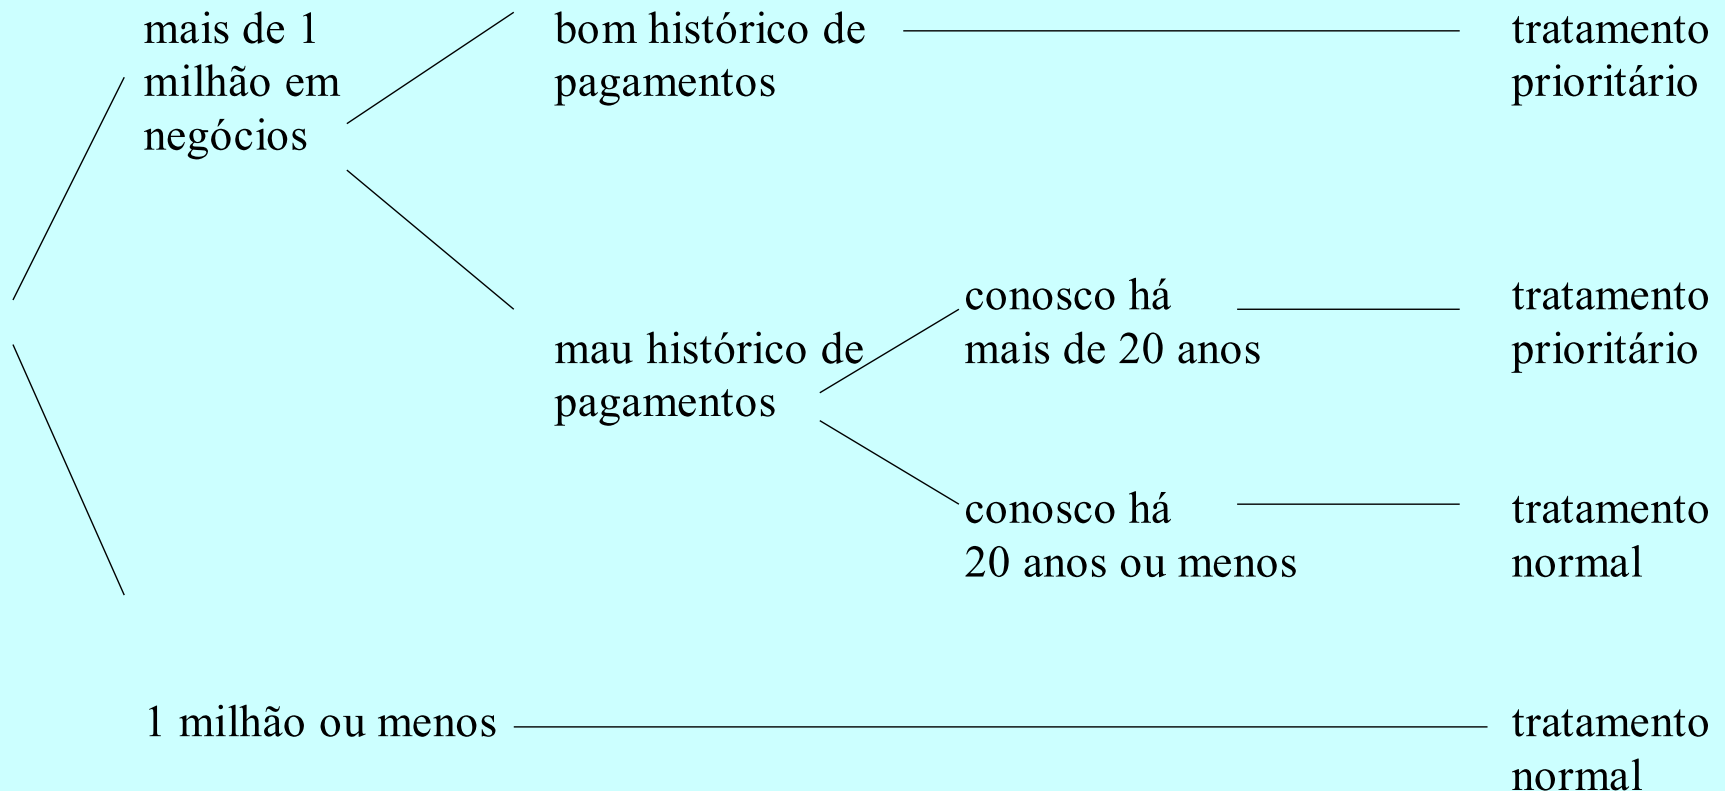 mais de 1
milhão em
negócios
bom histórico de
pagamentos
tratamento
prioritário
mau histórico de
pagamentos
conosco há
mais de 20 anos
tratamento
prioritário
conosco há
20 anos ou menos
tratamento
normal
1 milhão ou menos
tratamento
normal